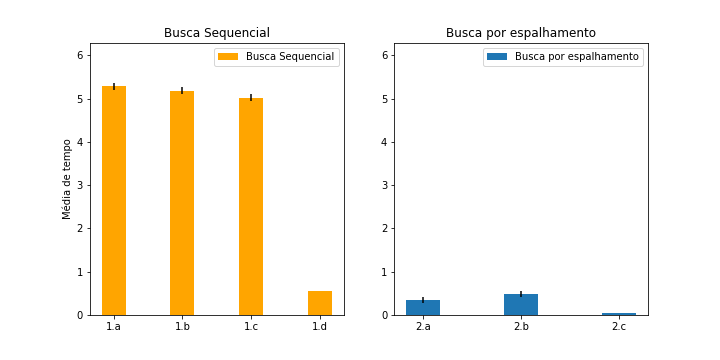 Busca Sequencial
Busca Sequencial
Média de tempo
6
5
4
3
2
1
0
1.a 1.b 1.c 1.d
Busca por espalhamento
Busca por espalhamento
6
5
4
3
2
1
0
2.a 2.b 2.c